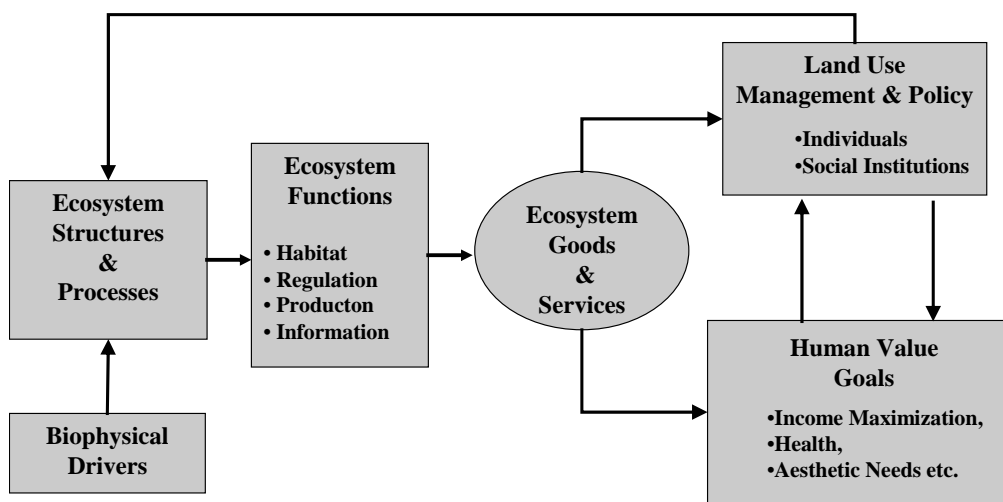 Ecosystem
Structures
&
Processes
Biophysical
Drivers
Ecosystem
Functions
• Habitat
• Regulation
• Producton
• Information
Ecosystem
Goods
&
Services
Land Use
Management & Policy
•Individuals
•Social Institutions
Human Value
Goals
•Income Maximization,
•Health,
•Aesthetic Needs etc.